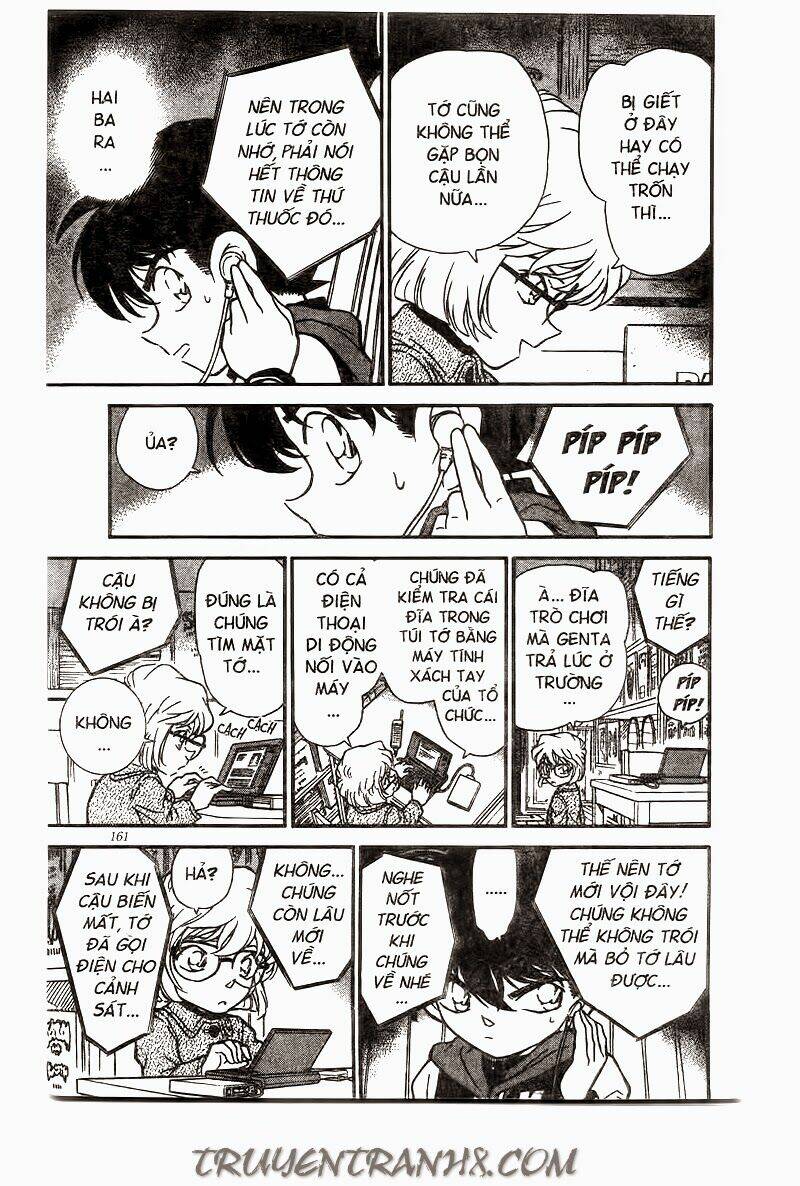 BỊ GIẾT
Ở ĐÂY
HAY CÓ
THỂ CHẠY
TRỐN
THÌ...
TỚ CŨNG
KHÔNG THỂ
GẶP BỌN
CẬU LẦN
NỮA...
NÊN TRONG
LÚC TỚ CÒN
NHỚ, PHẢI NÓI
HẾT THÔNG
TIN VỀ THỨ
THUỐC ĐÓ...
HAI
BA
RA
...
PÍP PÍP
PÍP!
ỦA?
TIẾNG
GÌ
THẾ?
PÍP
PÍP!
À... ĐĨA
TRÒ CHƠI
MÀ GENTA
TRẢ LÚC Ở
TRƯỜNG
...
CHÚNG ĐÃ
KIỂM TRA CÁI
ĐĨA TRONG
TÚI TỚ BẰNG
MÁY TÍNH
XÁCH TAY
CỦA TỔ
CHỨC...
CÓ CẢ
ĐIỆN
THOẠI
DI ĐỘNG
NỐI VÀO
MÁY
...
ĐÚNG LÀ
CHÚNG
TÌM MẶT
TỚ...
CẬU
KHÔNG BỊ
TRÓI À?
KHÔNG
...
CẠCH
CẠCH
161
THẾ NÊN TỚ
MỚI VỘI ĐÂY!
CHÚNG KHÔNG
THỂ KHÔNG TRÓI
MÀ BỎ TỚ LÂU
ĐƯỢC...
.....
NGHE
NỐT
TRƯỚC
KHI
CHÚNG
VỀ NHÉ
...
KHÔNG...
CHÚNG
CÒN LÂU
MỚI
VỀ...
HẢ?
SAU KHI
CẬU BIẾN
MẤT, TỚ
ĐÃ GỌI
ĐIỆN CHO
CẢNH
SÁT...
TRUYENTRANH8.COM